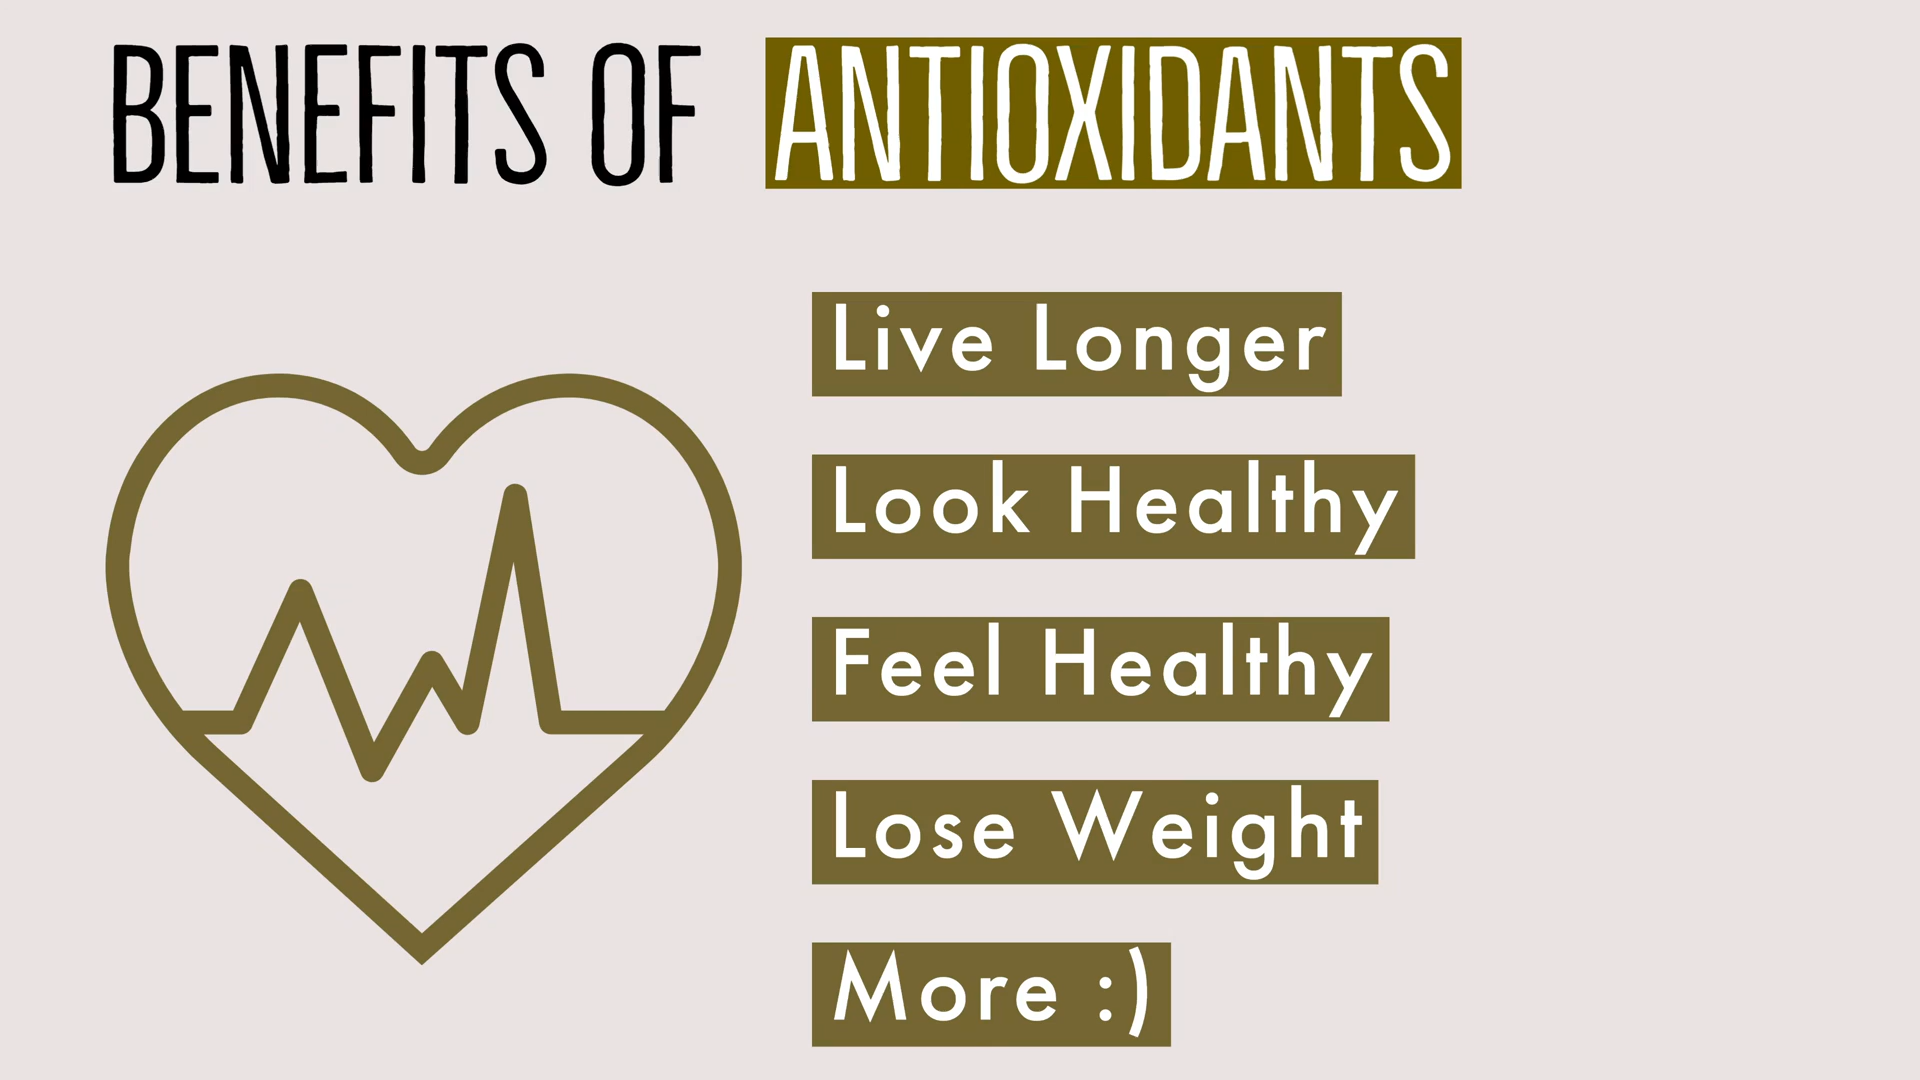 BENEFITS OF ANTIOXIDANTS
Live Longer
Look Healthy
Feel Healthy
Lose Weight
More :)